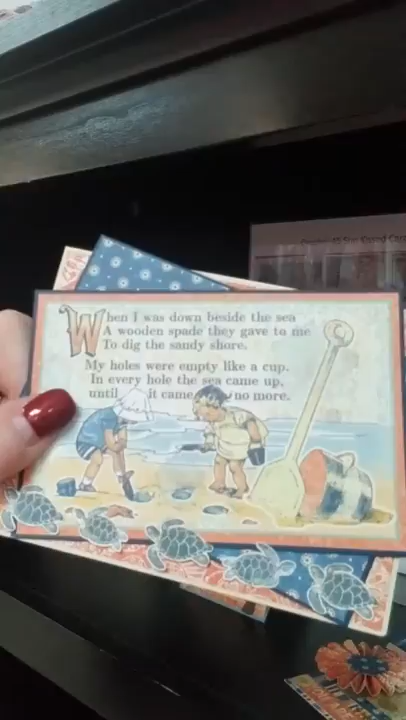 When I was down beside the sea
A wooden spade they gave to me
To dig the sandy shore.
My holes were empty like a cup.
In every hole the sea came up,
until it came no more.